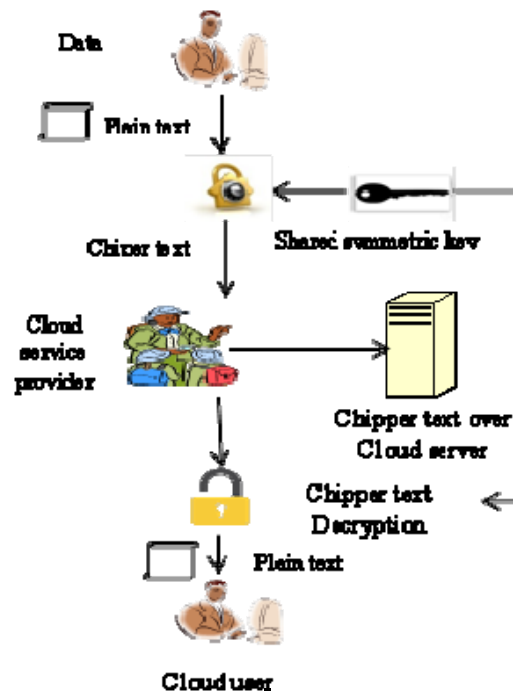 Data
Plain text
Chiper text
Shared symmetric key
Cloud
service
provider
Chipper text over
Cloud server
Chipper text
Decryption
Plain text
Cloud user